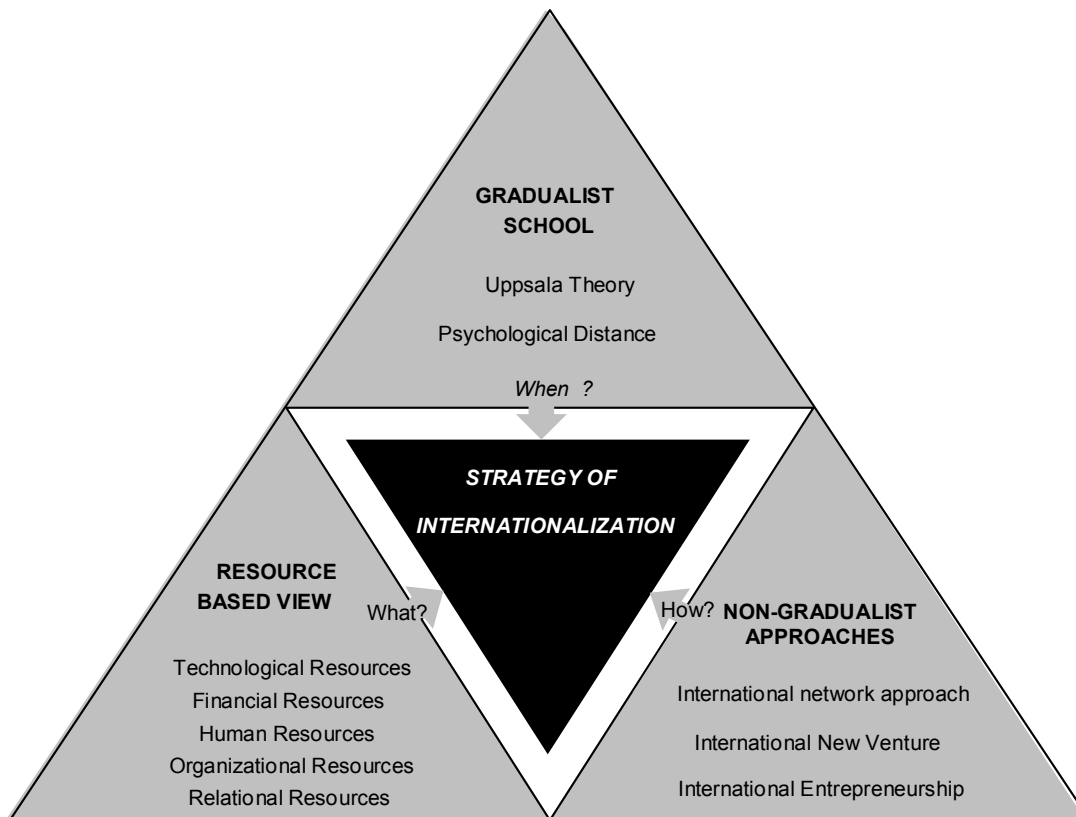 GRADUALIST
SCHOOL
Uppsala Theory
Psychological Distance
When ?
STRATEGY OF
INTERNATIONALIZATION
RESOURCE
BASED VIEW
What?
Technological Resources
Financial Resources
Human Resources
Organizational Resources
Relational Resources
How?
NON-GRADUALIST
APPROACHES
International network approach
International New Venture
International Entrepreneurship